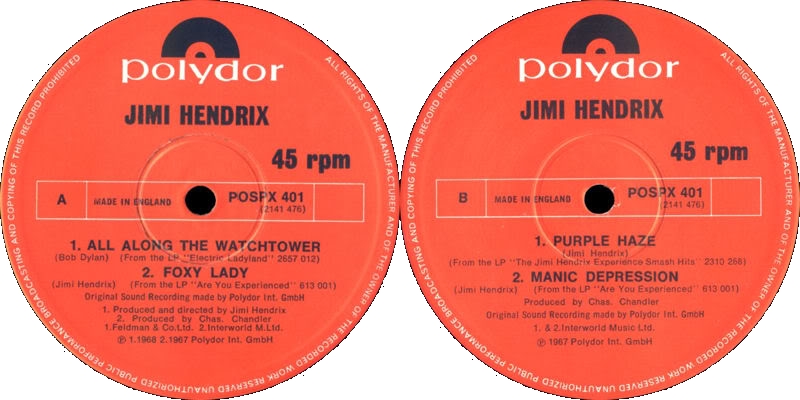 polydor
JIMI HENDRIX
45 rpm
A
MADE IN ENGLAND
POSPX 401
(2141 476)
1. ALL ALONG THE WATCHTOWER
(Bob Dylan) (From the LP "Electric Ladyland" 2657 012)
2. FOXY LADY
(Jimi Hendrix) (From the LP "Are You Experienced" 613 001)
Original Sound Recording made by Polydor Int. GmbH
1. Produced and directed by Jimi Hendrix
2. Produced by Chas. Chandler
1.Feldman & Co.Ltd. 2.Interworld M.Ltd.
℗ 1.1968 2.1967 Polydor Int. GmbH
ALL RIGHTS OF THE MANUFACTURER AND OF THE OWNER OF THE RECORDED WORK RESERVED UNAUTHORIZED PUBLIC PERFORMANCE BROADCASTING AND COPYING OF THIS RECORD PROHIBITED
polydor
JIMI HENDRIX
45 rpm
B
MADE IN ENGLAND
POSPX 401
(2141 476)
1. PURPLE HAZE
(Jimi Hendrix)
(From the LP "The Jimi Hendrix Experience Smash Hits" 2310 268)
2. MANIC DEPRESSION
(Jimi Hendrix) (From the LP "Are You Experienced" 613 001)
Produced by Chas. Chandler
Original Sound Recording made by Polydor Int. GmbH
1. & 2.Interworld Music Ltd.
℗ 1967 Polydor Int. GmbH
ALL RIGHTS OF THE MANUFACTURER AND OF THE OWNER OF THE RECORDED WORK RESERVED UNAUTHORIZED PUBLIC PERFORMANCE BROADCASTING AND COPYING OF THIS RECORD PROHIBITED